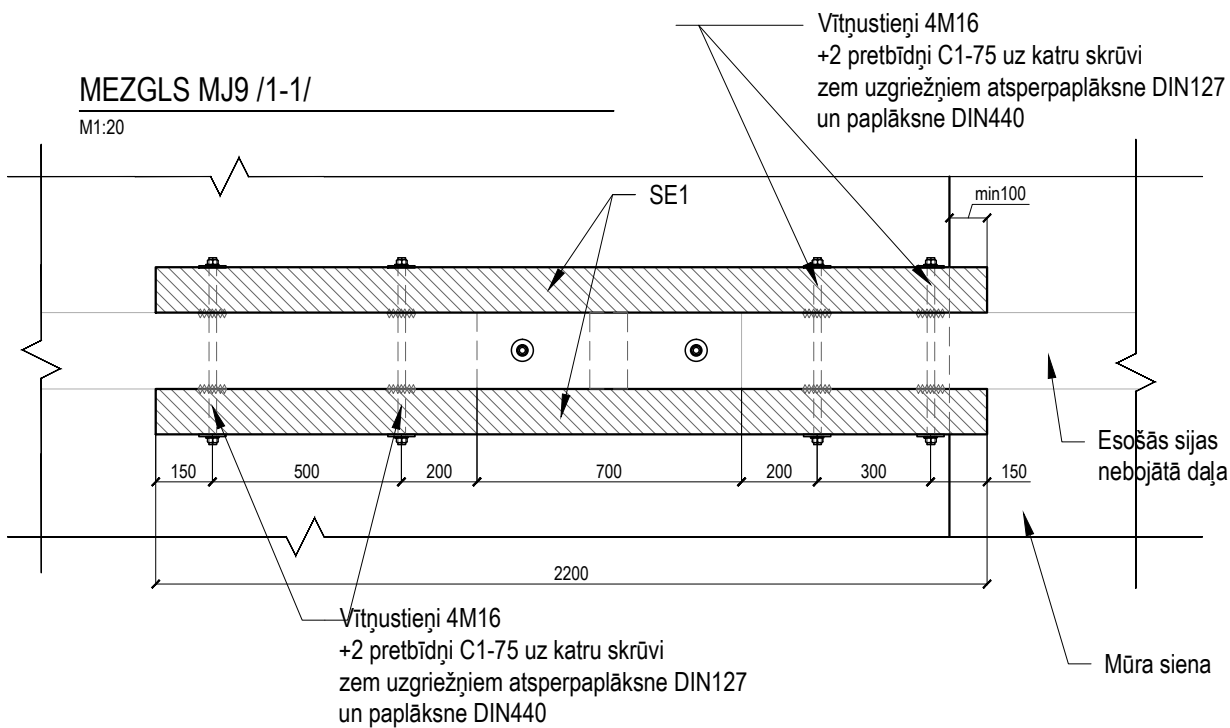 Vītņustieņi 4M16
+2 pretbīdņi C1-75 uz katru skrūvi
zem uzgriežņiem atsperpaplāksne DIN127
un paplāksne DIN440
MEZGLS MJ9 /1-1/
M1:20
SE1
min100
Esošās sijas
nebojātā daļa
150
500
200
700
200
300
150
2200
Vītņustieņi 4M16
+2 pretbīdņi C1-75 uz katru skrūvi
zem uzgriežņiem atsperpaplāksne DIN127
un paplāksne DIN440
Mūra siena